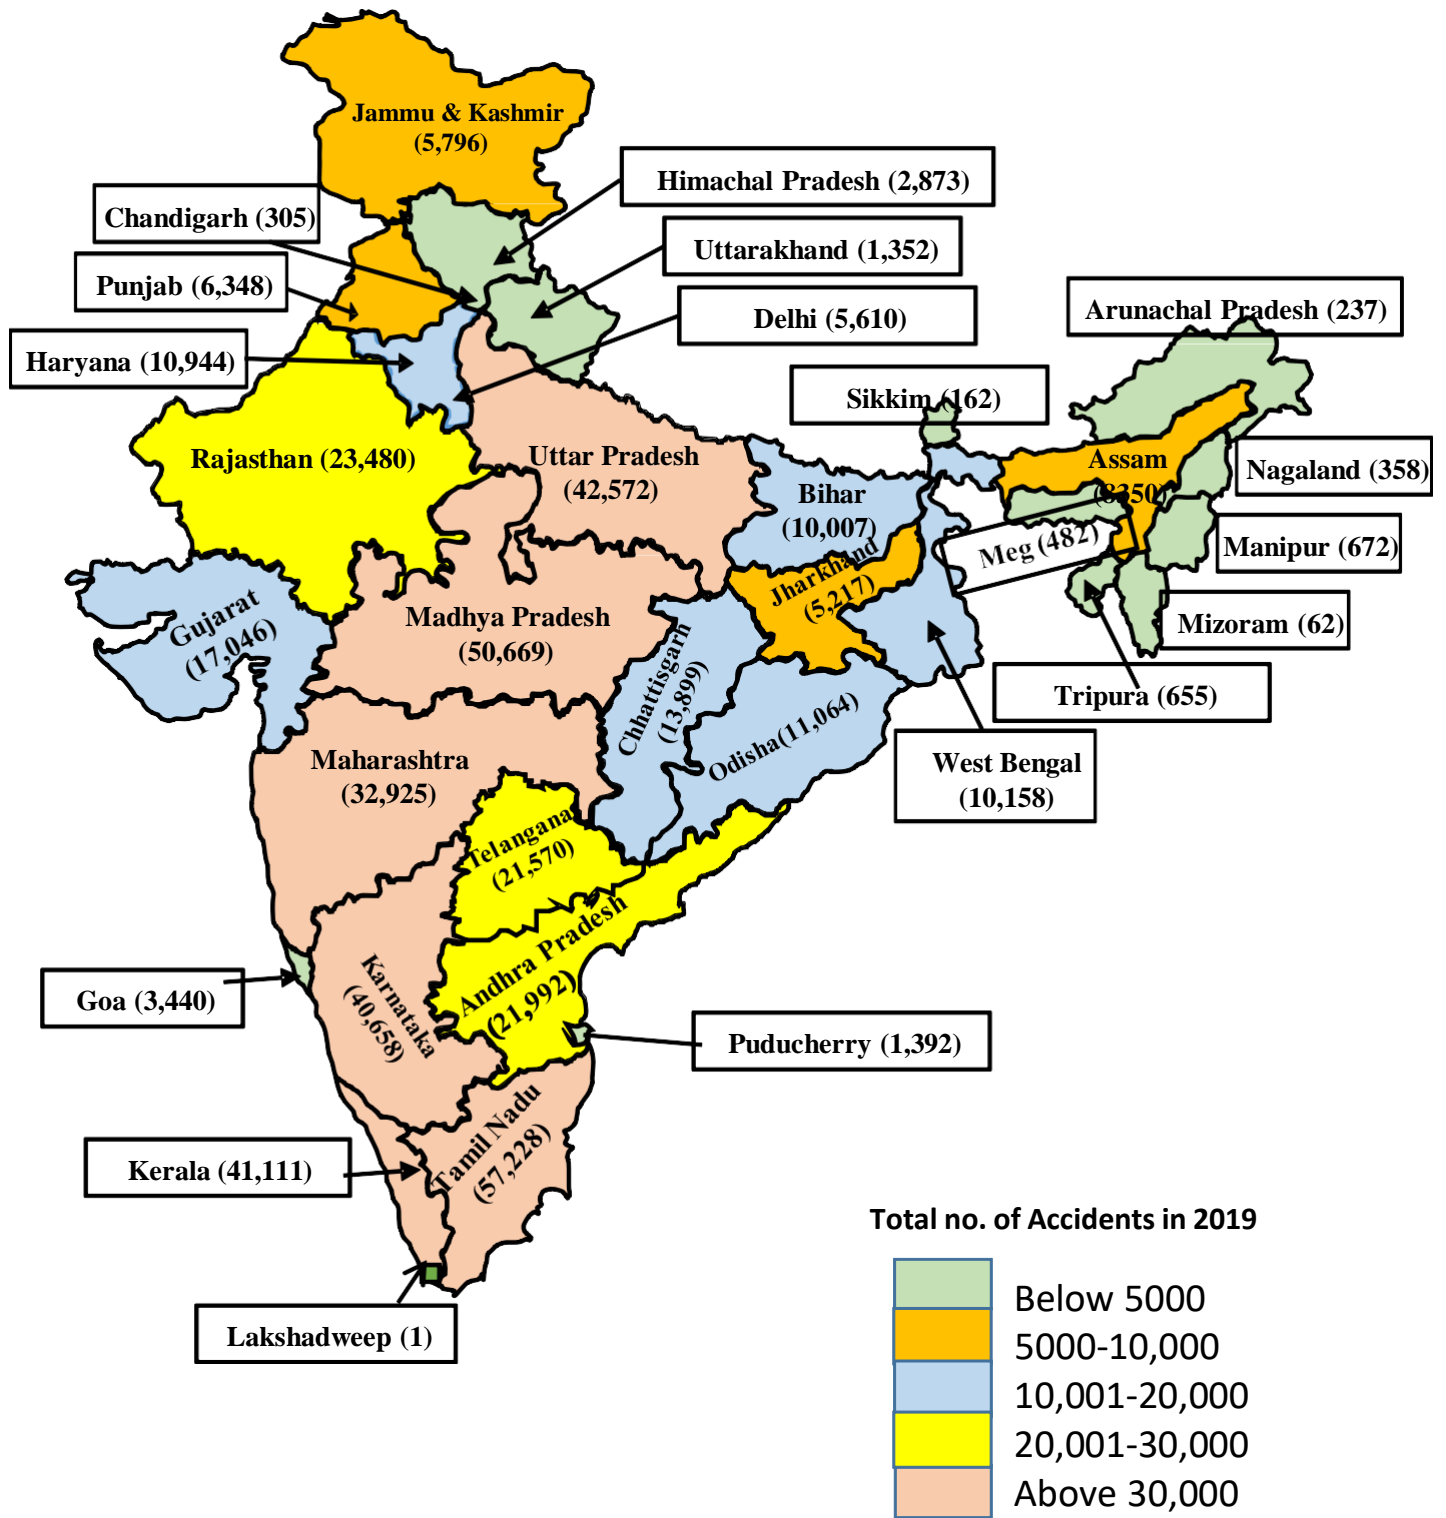 Jammu & Kashmir
(5,796)
Himachal Pradesh (2,873)
Chandigarh (305)
Uttarakhand (1,352)
Punjab (6,348)
Delhi (5,610)
Arunachal Pradesh (237)
Haryana (10,944)
Sikkim (162)
Rajasthan (23,480)
Uttar Pradesh
(42,572)
Bihar
(10,007)
Assam
(8350)
Nagaland (358)
Meg (482)
Manipur (672)
Jharkhand
(5,217)
Gujarat
(17,046)
Madhya Pradesh
(50,669)
Mizoram (62)
Tripura (655)
Chhattisgarh
(13,899)
Odisha(11,064)
West Bengal
(10,158)
Maharashtra
(32,925)
Telangana
(21,570)
Andhra Pradesh
(21,992)
Karnataka
(40,658)
Goa (3,440)
Puducherry (1,392)
Tamil Nadu
(57,228)
Kerala (41,111)
Lakshadweep (1)
Total no. of Accidents in 2019
Below 5000
5000-10,000
10,001-20,000
20,001-30,000
Above 30,000